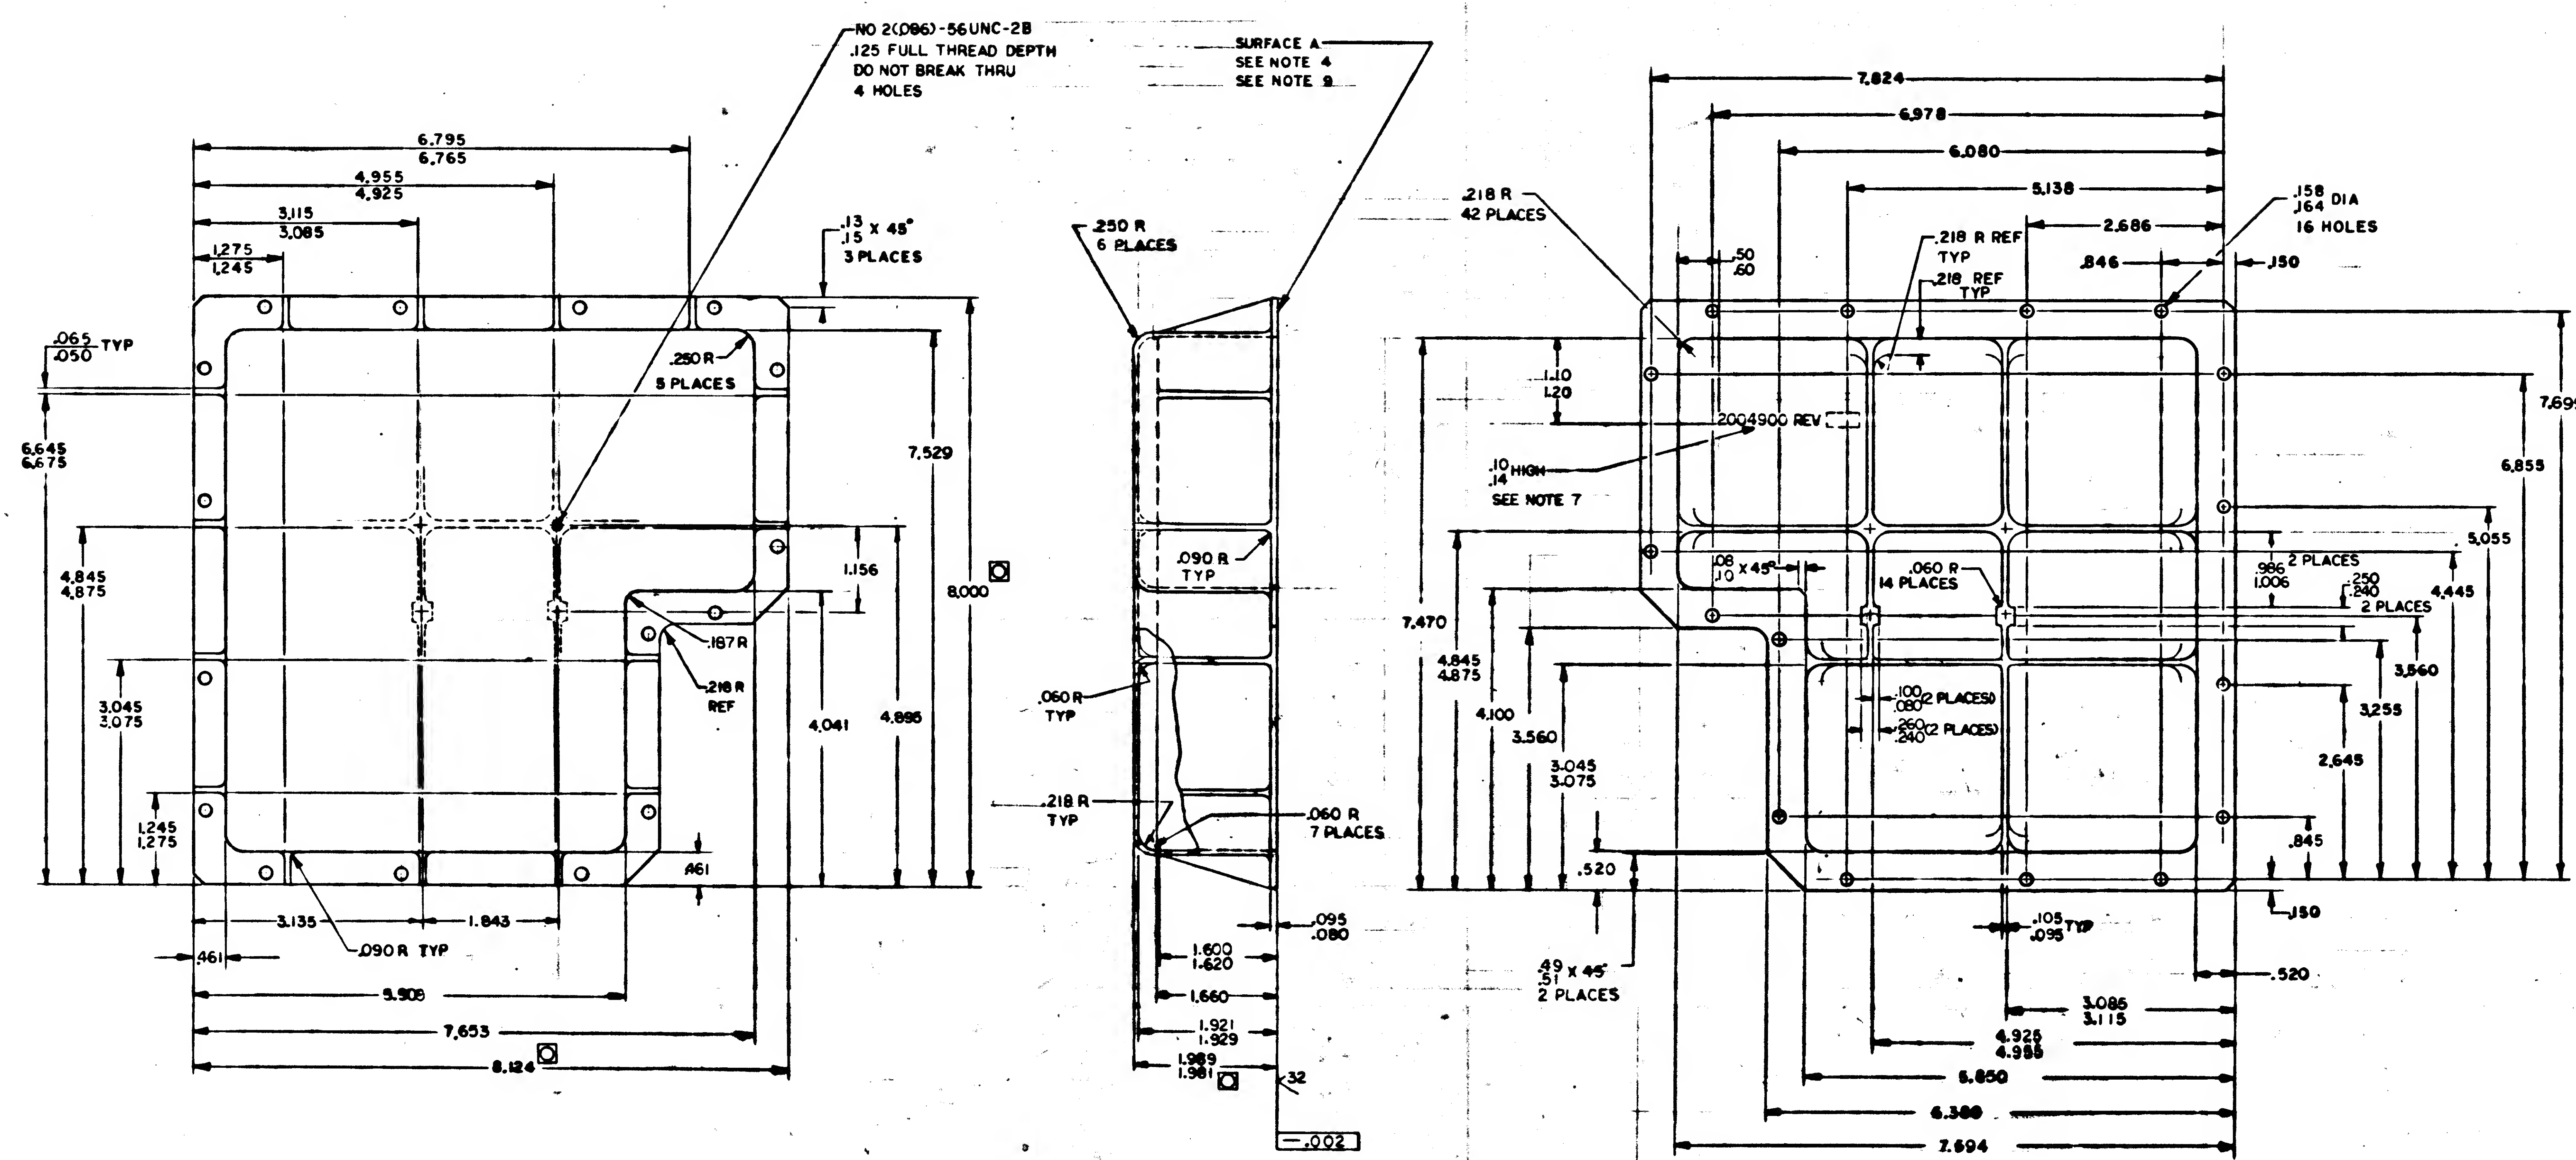 NO 2(.086)-56UNC-2B
.125 FULL THREAD DEPTH
DO NOT BREAK THRU
4 HOLES
6.795
6.765
4.955
4.925
3.115
3.085
1.275
1.245
.13 X 45°
.15
3 PLACES
.065 TYP
.050
.250 R
5 PLACES
6.645
6.675
7.529
4.845
4.875
1.156
8.000
.187 R
.218 R
REF
3.045
3.075
4.041
4.895
1.245
1.275
.461
3.135
1.843
.090 R TYP
.461
5.909
7.653
8.124
SURFACE A
SEE NOTE 4
SEE NOTE 9
.250 R
6 PLACES
.090 R
TYP
.060 R
TYP
.218 R
TYP
.060 R
7 PLACES
.095
.080
1.600
1.620
1.660
1.921
1.929
1.989
1.981
32
— .002
7.824
6.978
6.080
5.138
2.686
.846
.150
.218 R
42 PLACES
.158 DIA
.164
16 HOLES
.218 R REF
TYP
.218 REF
TYP
.50
.60
1.10
1.20
2004900 REV
.10 HIGH
.14
SEE NOTE 7
6.855
5.055
.08 X 45°
.10
.060 R
14 PLACES
.986 2 PLACES
1.006
.250
.240
2 PLACES
4.445
7.470
4.845
4.875
4.100
3.560
3.045
3.075
.100 (2 PLACES)
.080
.260 (2 PLACES)
.240
3.560
3.255
2.645
.845
.520
.150
.105 TYP
.095
.49 X 45°
.51
2 PLACES
.520
3.085
3.115
4.925
4.955
5.850
6.380
7.694